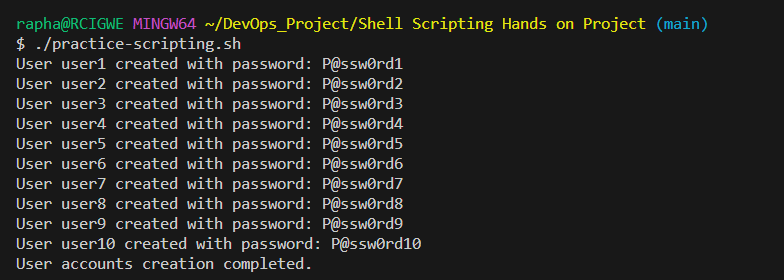 rapha@RCIGWE MINGW64 ~/DevOps_Project/Shell Scripting Hands on Project (main)
$ ./practice-scripting.sh
User user1 created with password: P@ssw0rd1
User user2 created with password: P@ssw0rd2
User user3 created with password: P@ssw0rd3
User user4 created with password: P@ssw0rd4
User user5 created with password: P@ssw0rd5
User user6 created with password: P@ssw0rd6
User user7 created with password: P@ssw0rd7
User user8 created with password: P@ssw0rd8
User user9 created with password: P@ssw0rd9
User user10 created with password: P@ssw0rd10
User accounts creation completed.